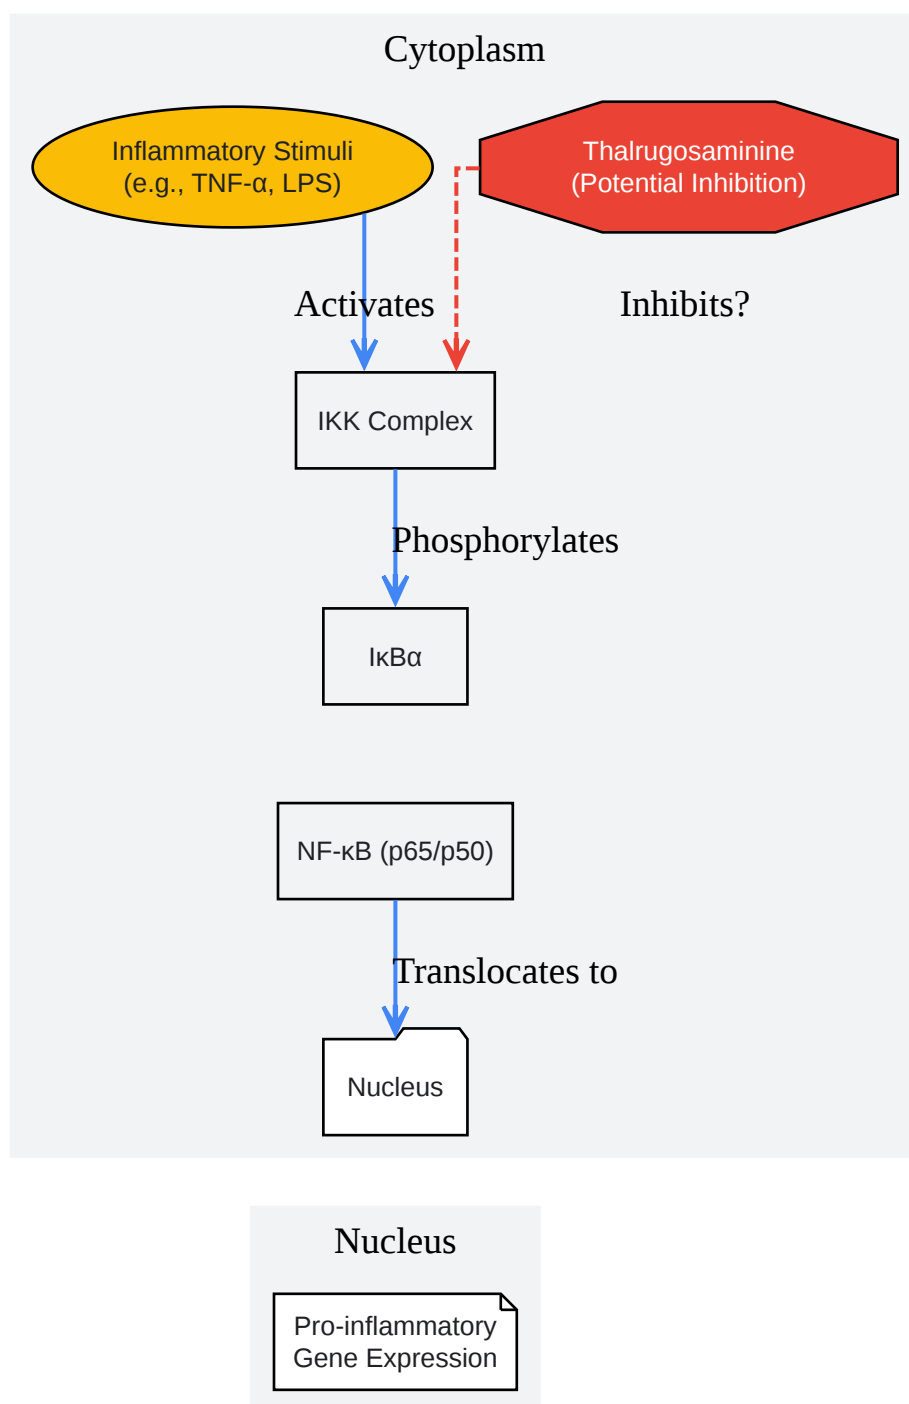 Cytoplasm
Inflammatory Stimuli
(e.g., TNF-α, LPS)
Thalrugosaminine
(Potential Inhibition)
Activates
Inhibits?
IKK Complex
Phosphorylates
IκBα
NF-κB (p65/p50)
Translocates to
Nucleus
Nucleus
Pro-inflammatory
Gene Expression